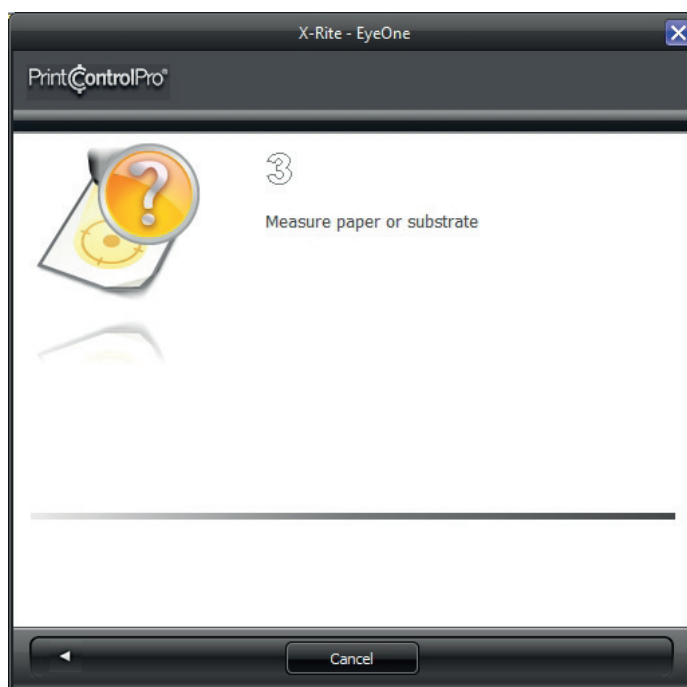 X-Rite - EyeOne
PrintControlPro®
3
Measure paper or substrate
Cancel